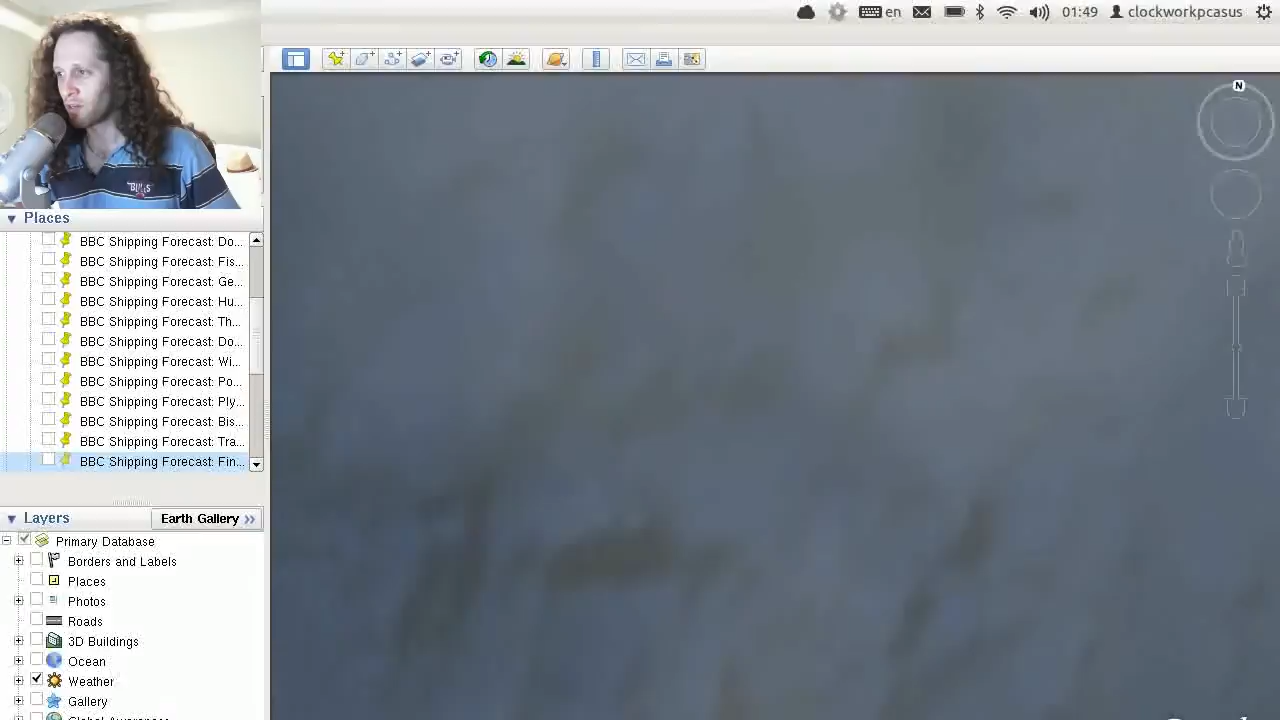 en
01:49
clockworkpcasus
N
BULLS
Places
BBC Shipping Forecast: Do...
BBC Shipping Forecast: Fis...
BBC Shipping Forecast: Ge...
BBC Shipping Forecast: Hu...
BBC Shipping Forecast: Th...
BBC Shipping Forecast: Do...
BBC Shipping Forecast: Wi...
BBC Shipping Forecast: Po...
BBC Shipping Forecast: Ply...
BBC Shipping Forecast: Bis...
BBC Shipping Forecast: Tra...
BBC Shipping Forecast: Fin...
Layers
Earth Gallery »
Primary Database
Borders and Labels
Places
Photos
Roads
3D Buildings
Ocean
Weather
Gallery
Global Awareness